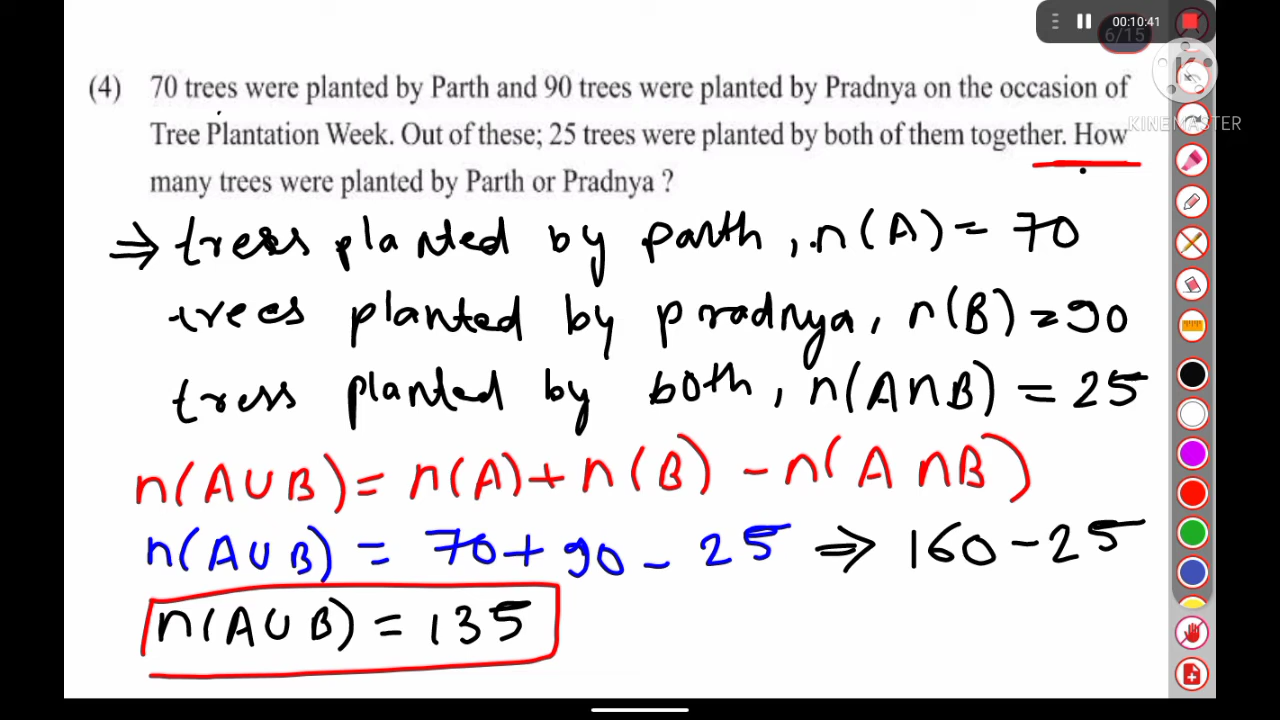 00:10:41
6/15
(4) 70 trees were planted by Parth and 90 trees were planted by Pradnya on the occasion of
Tree Plantation Week. Out of these; 25 trees were planted by both of them together. How
KINEMASTER
many trees were planted by Parth or Pradnya ?
⇒ tress planted by parth, n(A) = 70
trees planted by pradnya, n(B) = 90
tress planted by both, n(A∩B) = 25
n(A∪B) = n(A) + n(B) - n(A∩B)
n(A∪B) = 70 + 90 - 25 ⇒ 160 - 25
n(A∪B) = 135